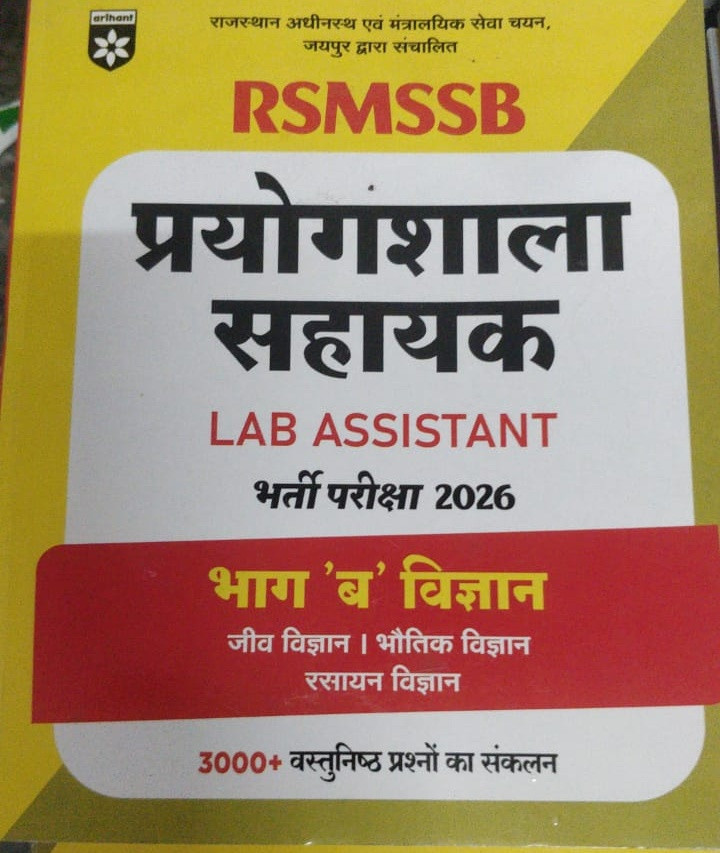 arihant
राजस्थान अधीनस्थ एवं मंत्रालयिक सेवा चयन,
जयपुर द्वारा संचालित
RSMSSB
प्रयोगशाला
सहायक
LAB ASSISTANT
भर्ती परीक्षा 2026
भाग 'ब' विज्ञान
जीव विज्ञान | भौतिक विज्ञान
रसायन विज्ञान
3000+ वस्तुनिष्ठ प्रश्नों का संकलन